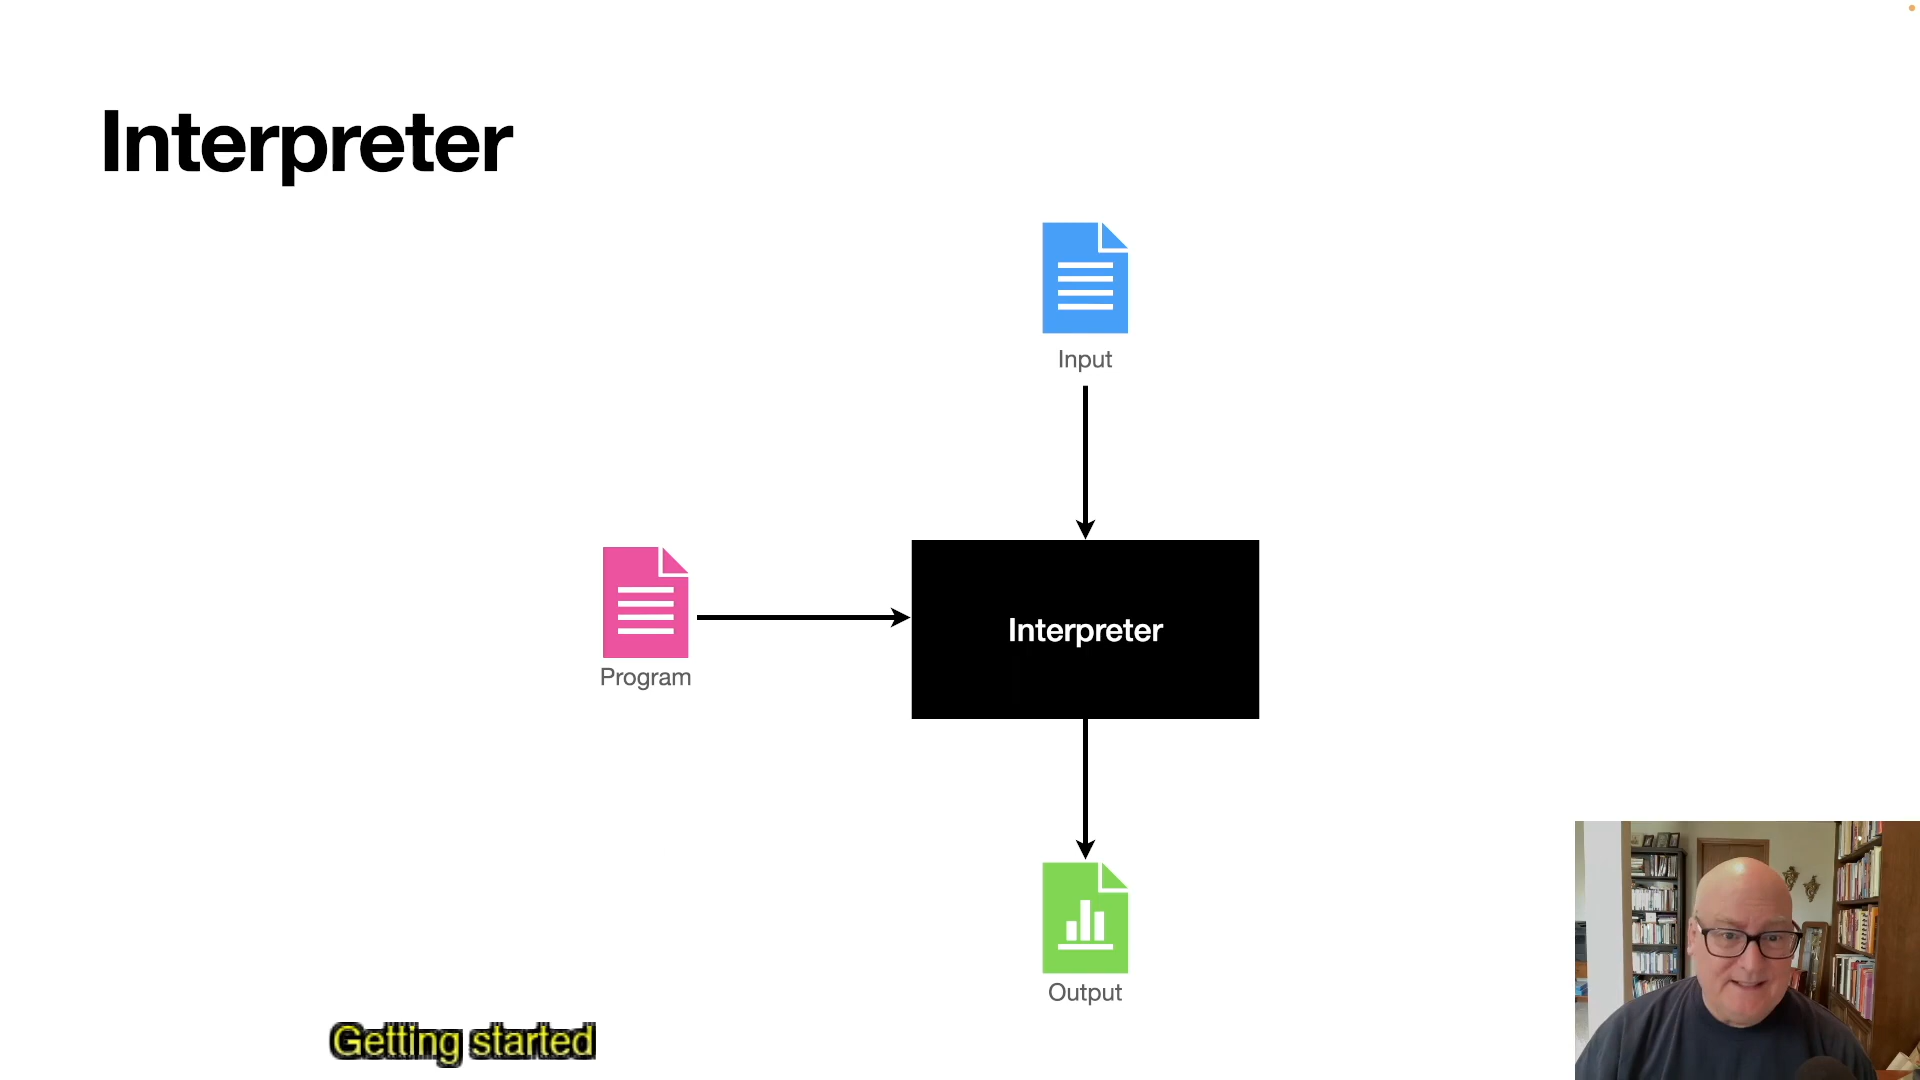 Interpreter
Input
Program
Interpreter
Output
Getting started